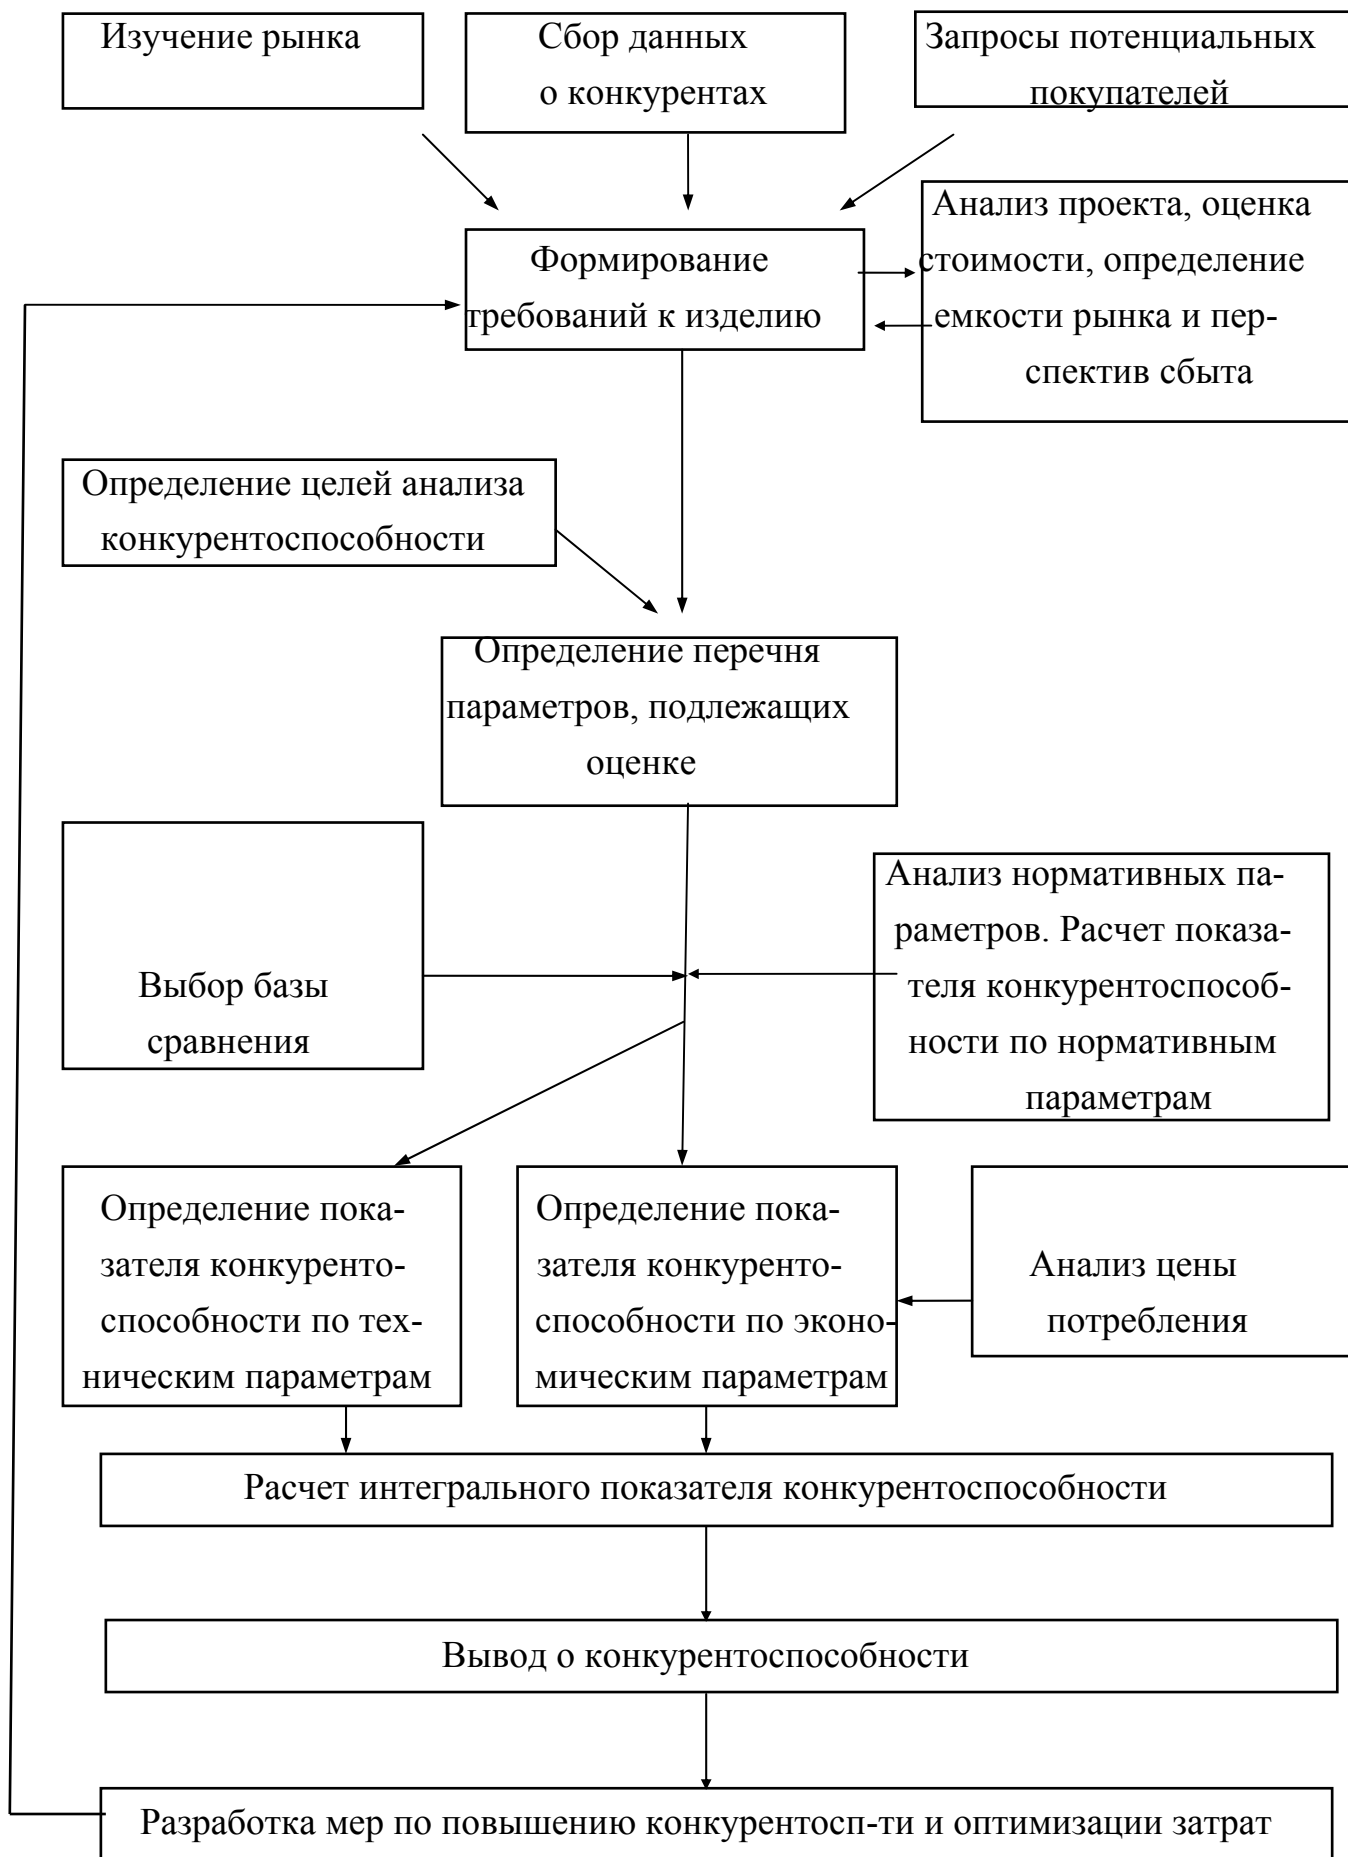 Изучение рынка
Сбор данных
о конкурентах
Запросы потенциальных
покупателей
Формирование
требований к изделию
Анализ проекта, оценка
стоимости, определение
емкости рынка и пер-
спектив сбыта
Определение целей анализа
конкурентоспособности
Определение перечня
параметров, подлежащих
оценке
Выбор базы
сравнения
Анализ нормативных па-
раметров. Расчет показа-
теля конкурентоспособ-
ности по нормативным
параметрам
Определение пока-
зателя конкуренто-
способности по тех-
ническим параметрам
Определение пока-
зателя конкуренто-
способности по эконо-
мическим параметрам
Анализ цены
потребления
Расчет интегрального показателя конкурентоспособности
Вывод о конкурентоспособности
Разработка мер по повышению конкурентосп-ти и оптимизации затрат